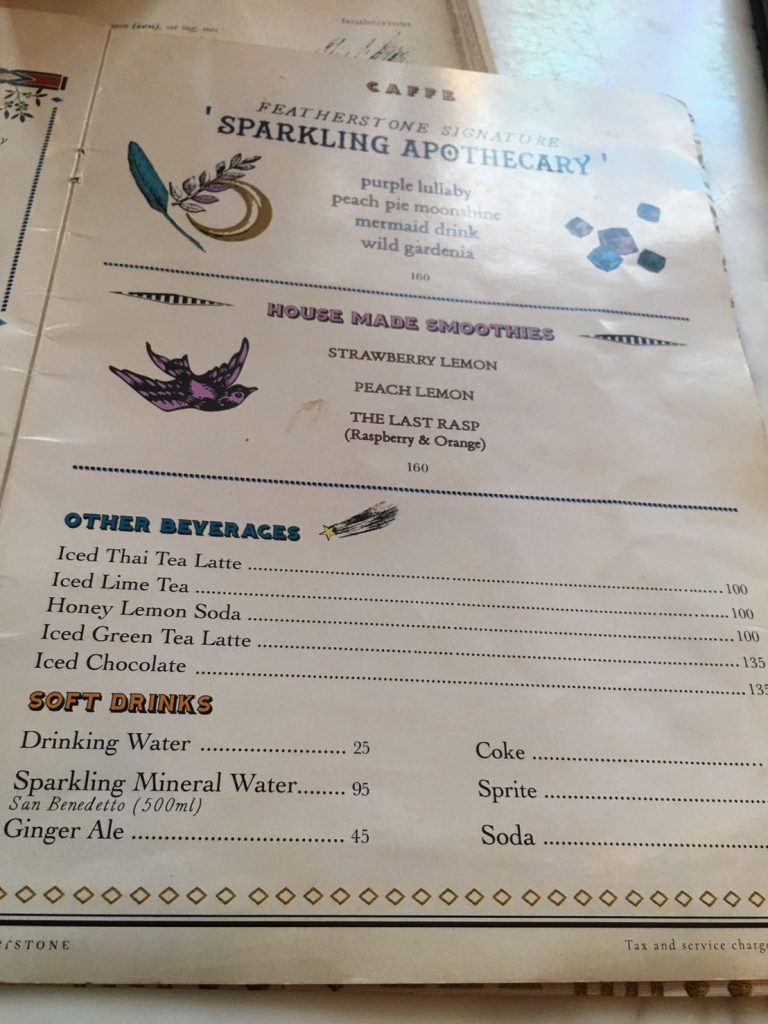 CAFFE
FEATHERSTONE SIGNATURE
'SPARKLING APOTHECARY'
purple lullaby
peach pie moonshine
mermaid drink
wild gardenia
160
HOUSE MADE SMOOTHIES
STRAWBERRY LEMON
PEACH LEMON
THE LAST RASP
(Raspberry & Orange)
160
OTHER BEVERAGES
Iced Thai Tea Latte ........ 100
Iced Lime Tea ........ 100
Honey Lemon Soda ........ 100
Iced Green Tea Latte ........ 135
Iced Chocolate ........ 135
SOFT DRINKS
Drinking Water ........ 25
Sparkling Mineral Water ........ 95
San Benedetto (500ml)
Ginger Ale ........ 45
Coke ........
Sprite ........
Soda ........
Tax and service charge